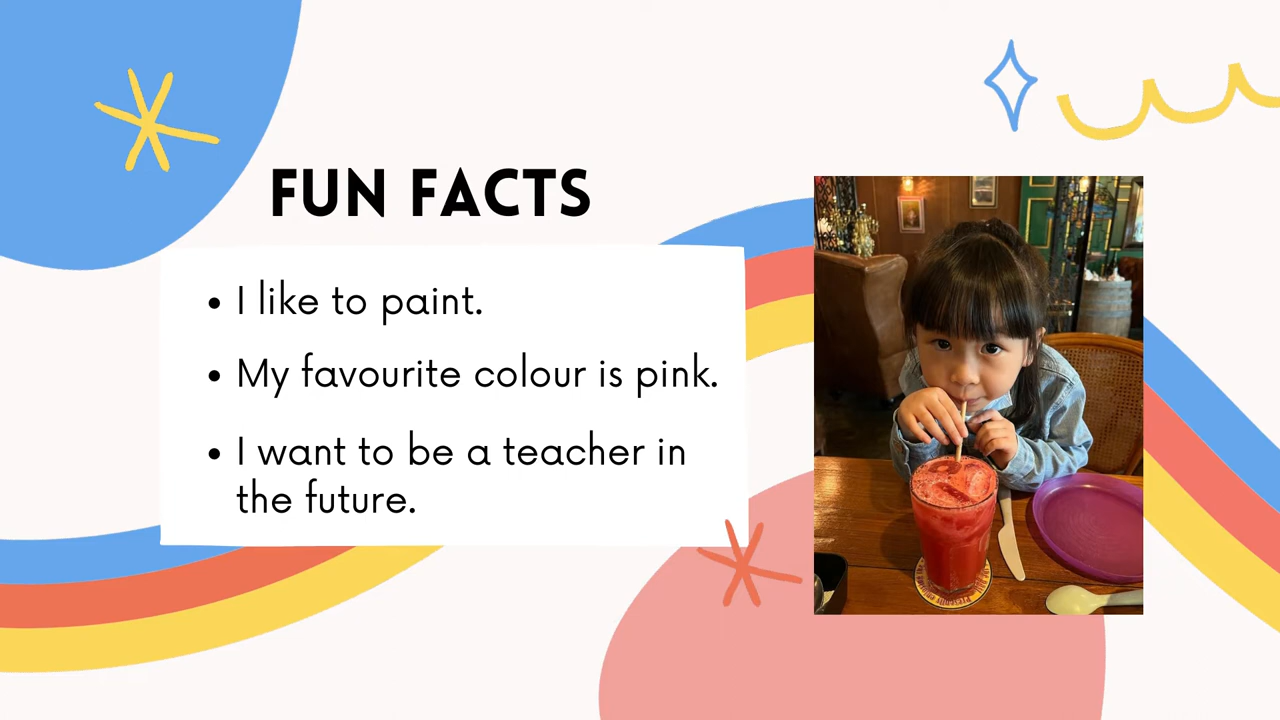 FUN FACTS
• I like to paint.
• My favourite colour is pink.
• I want to be a teacher in
the future.